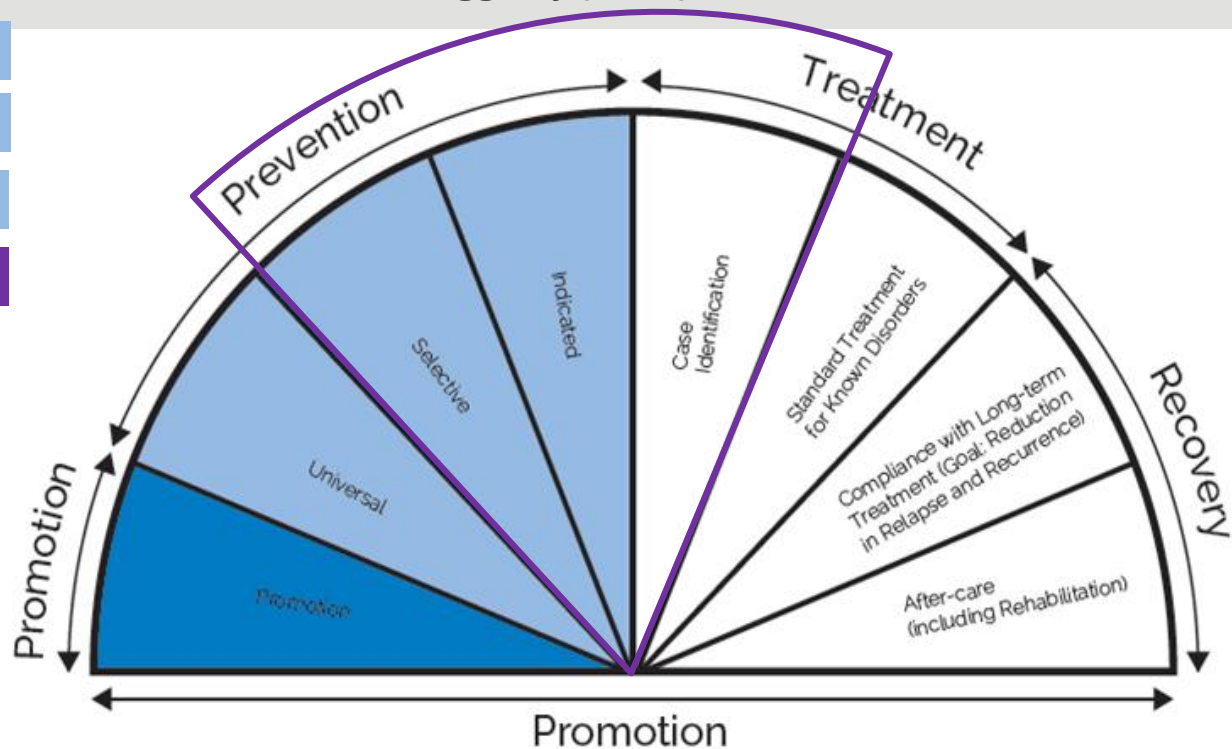 Prevention
Treatment
Recovery
Promotion
Promotion
Universal
Selective
Indicated
Case
Identification
Standard Treatment
for Known Disorders
Compliance with Long-term
Treatment (Goal: Reduction
in Relapse and Recurrence)
After-care
(including Rehabilitation)
Promotion